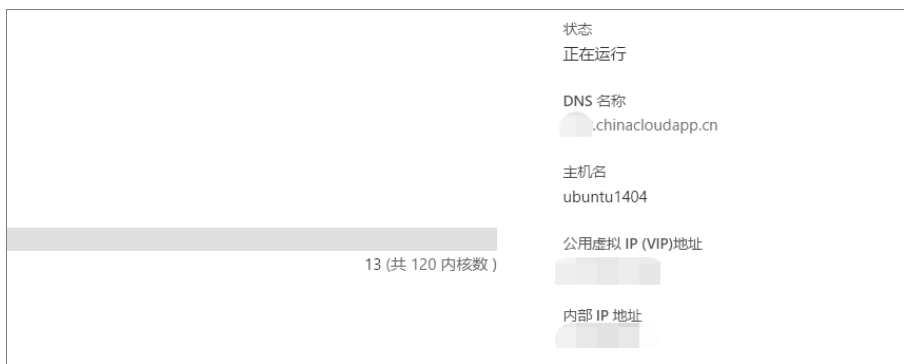 状态
正在运行
DNS 名称
.chinacloudapp.cn
主机名
ubuntu1404
13 (共 120 内核数 )
公用虚拟 IP (VIP)地址
内部 IP 地址